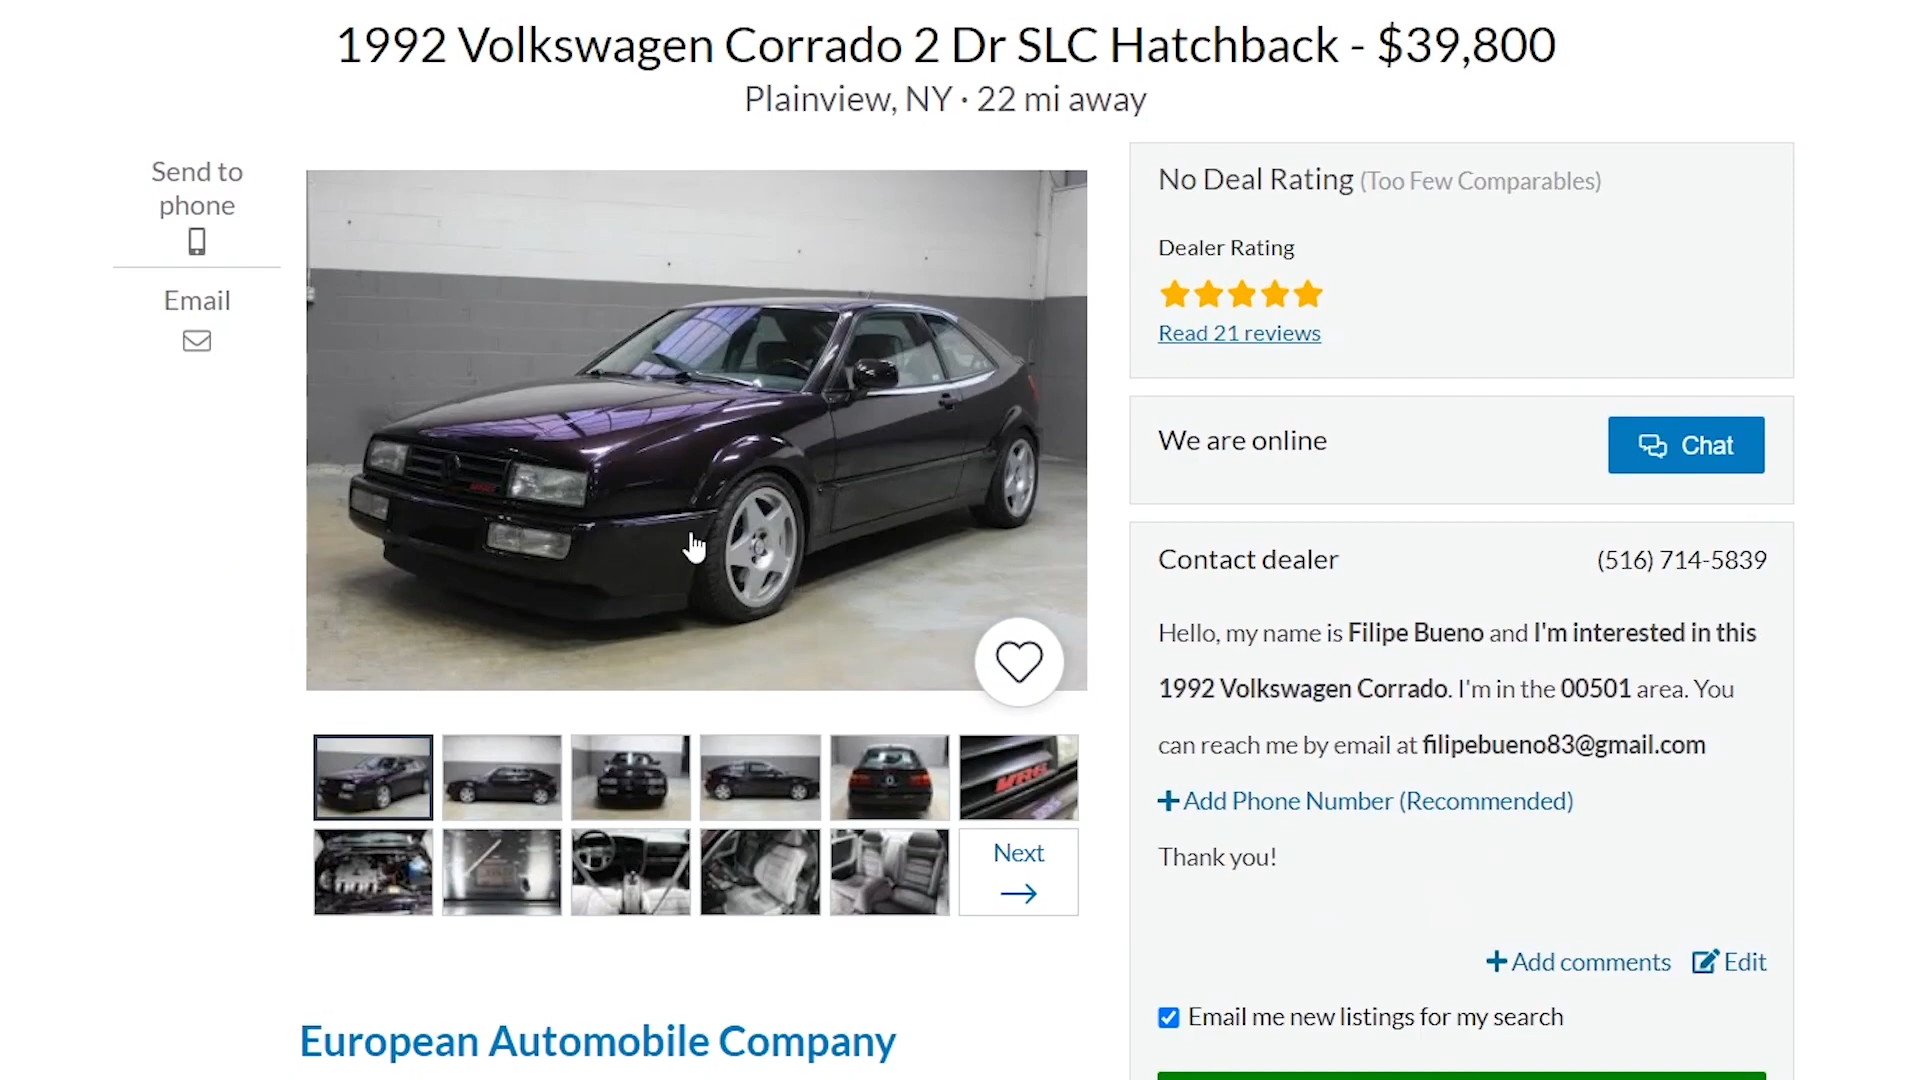 1992 Volkswagen Corrado 2 Dr SLC Hatchback - $39,800
Plainview, NY · 22 mi away
Send to
phone
Email
No Deal Rating (Too Few Comparables)
Dealer Rating
Read 21 reviews
We are online
Chat
Contact dealer
(516) 714-5839
Hello, my name is Filipe Bueno and I'm interested in this
1992 Volkswagen Corrado. I'm in the 00501 area. You
can reach me by email at filipebueno83@gmail.com
+Add Phone Number (Recommended)
Thank you!
+Add comments
Edit
Email me new listings for my search
VR6
Next
European Automobile Company